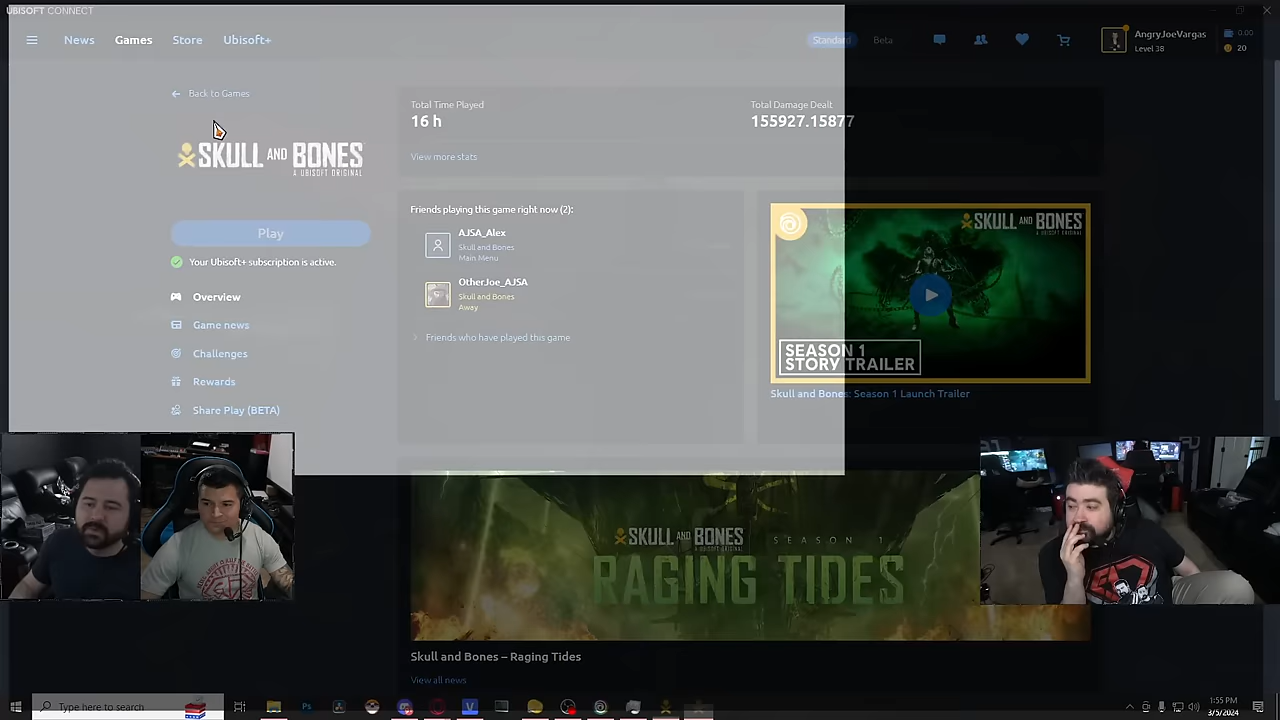 UBISOFT CONNECT
News
Games
Store
Ubisoft+
Standard
Beta
AngryJoeVargas
Level 38
0.00
20
Back to Games
SKULL AND BONES
A UBISOFT ORIGINAL
Play
Your Ubisoft+ subscription is active.
Overview
Game news
Challenges
Rewards
Share Play (BETA)
Total Time Played
16 h
View more stats
Total Damage Dealt
155927.15877
Friends playing this game right now (2):
AJSA_Alex
Skull and Bones
Main Menu
OtherJoe_AJSA
Skull and Bones
Away
Friends who have played this game
SKULL AND BONES
A UBISOFT ORIGINAL
SEASON 1
STORY TRAILER
Skull and Bones: Season 1 Launch Trailer
SKULL AND BONES
A UBISOFT ORIGINAL
SEASON 1
RAGING TIDES
Skull and Bones – Raging Tides
View all news
Type here to search
Ps
V
1:55 PM
3/5/2024